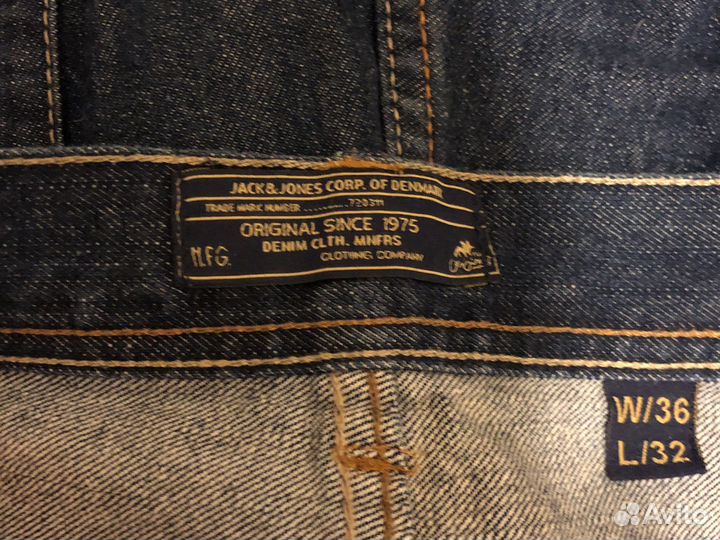 JACK&JONES CORP. OF DENMARK
TRADE MARK NUMBER 720311
ORIGINAL SINCE 1975
M.F.G.
DENIM CLTH. MNFRS
CLOTHING COMPANY
W/36
L/32
Avito